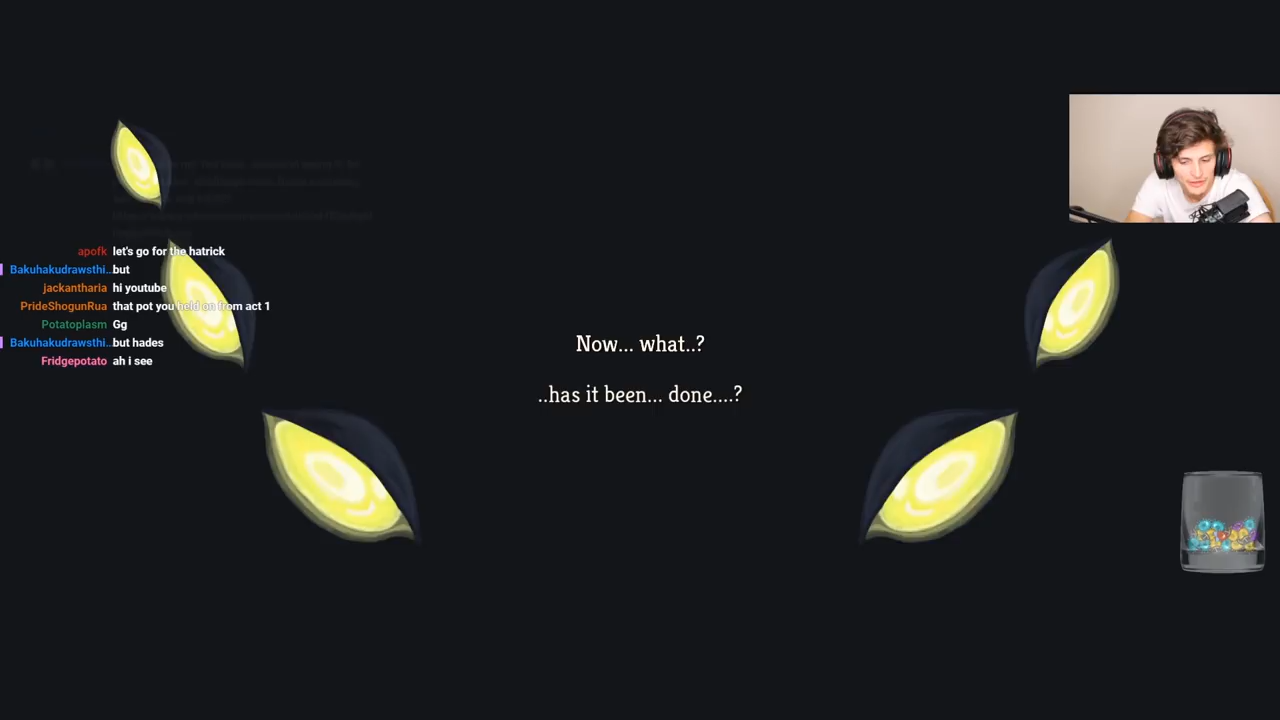 apofk let's go for the hatrick
Bakuhakudrawsthi... but
jackantharia hi youtube
PrideShogunRua that pot you held on from act 1
Potatoplasm Gg
Bakuhakudrawsthi... but hades
Fridgepotato ah i see
Now... what..?
..has it been... done....?